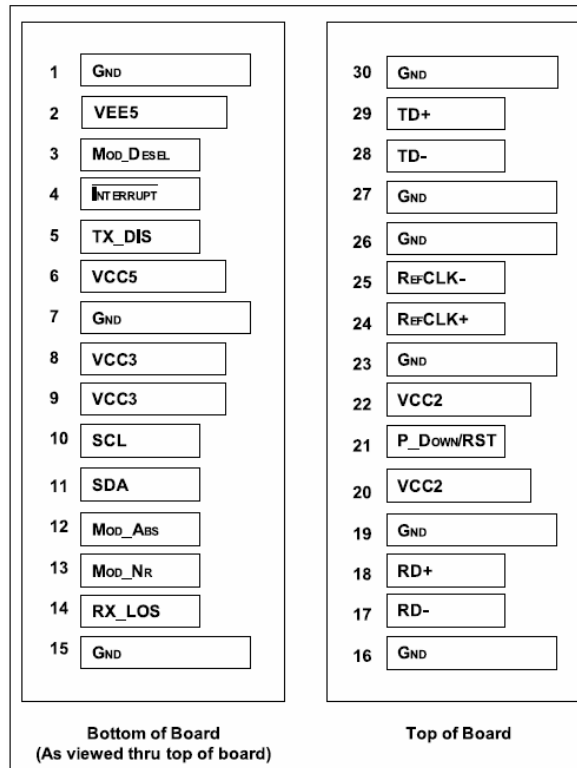 1 GND
2 VEE5
3 MOD_DESEL
4 INTERRUPT
5 TX_DIS
6 VCC5
7 GND
8 VCC3
9 VCC3
10 SCL
11 SDA
12 MOD_ABS
13 MOD_NR
14 RX_LOS
15 GND
Bottom of Board
(As viewed thru top of board)
30 GND
29 TD+
28 TD-
27 GND
26 GND
25 REFCLK-
24 REFCLK+
23 GND
22 VCC2
21 P_DOWN/RST
20 VCC2
19 GND
18 RD+
17 RD-
16 GND
Top of Board